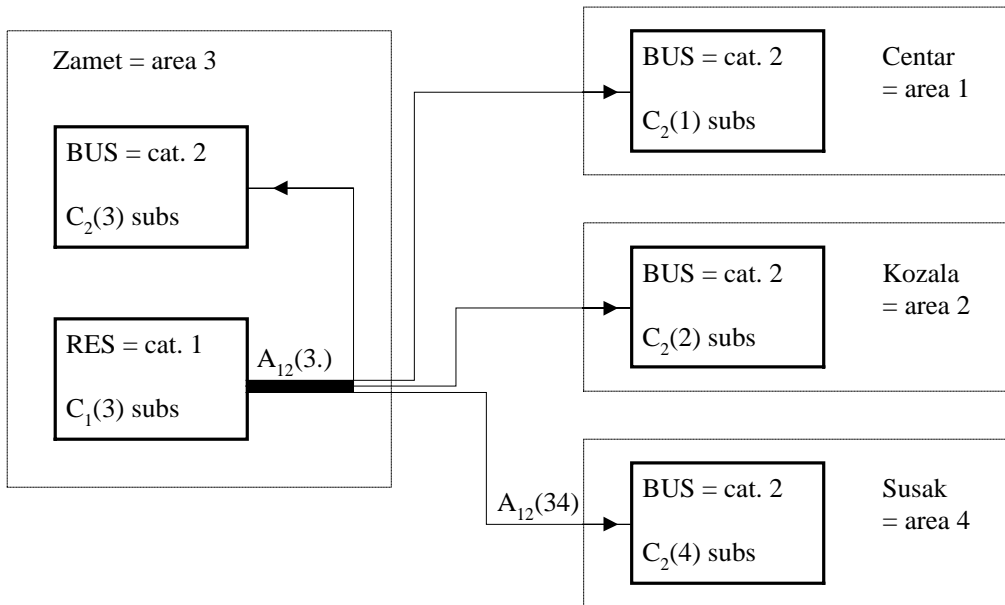 Zamet = area 3
BUS = cat. 2
C₂(3) subs
RES = cat. 1
C₁(3) subs
A₁₂(3.)
BUS = cat. 2
C₂(1) subs
Centar
= area 1
BUS = cat. 2
C₂(2) subs
Kozala
= area 2
A₁₂(34)
BUS = cat. 2
C₂(4) subs
Susak
= area 4